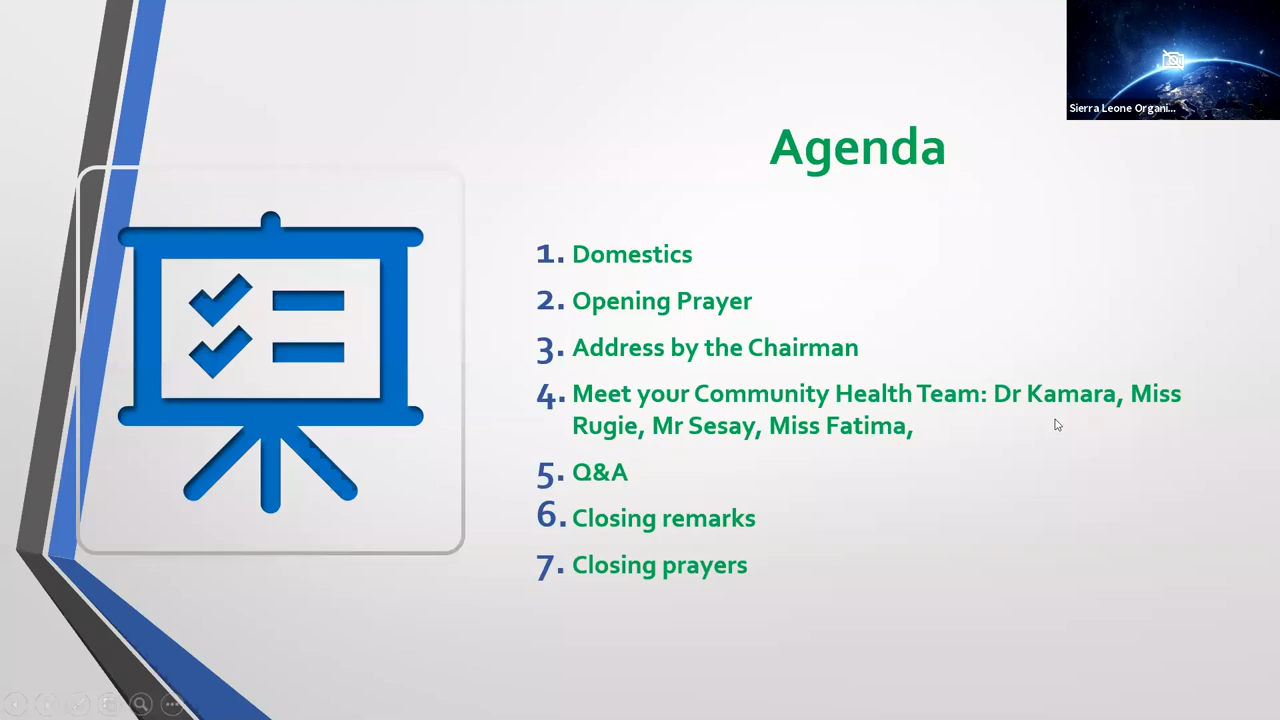 Sierra Leone Organi...
Agenda
1. Domestics
2. Opening Prayer
3. Address by the Chairman
4. Meet your Community Health Team: Dr Kamara, Miss
Rugie, Mr Sesay, Miss Fatima,
5. Q&A
6. Closing remarks
7. Closing prayers